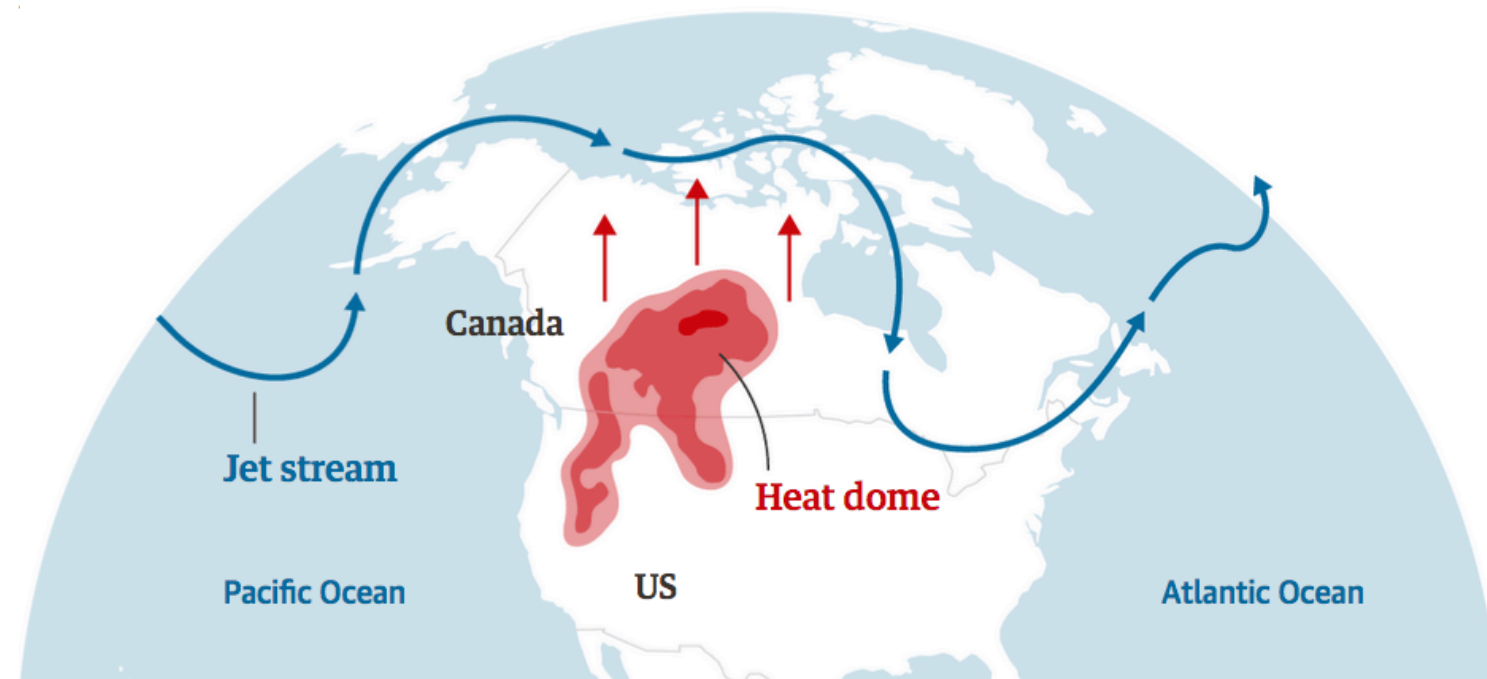 Canada
Jet stream
Heat dome
US
Pacific Ocean
Atlantic Ocean